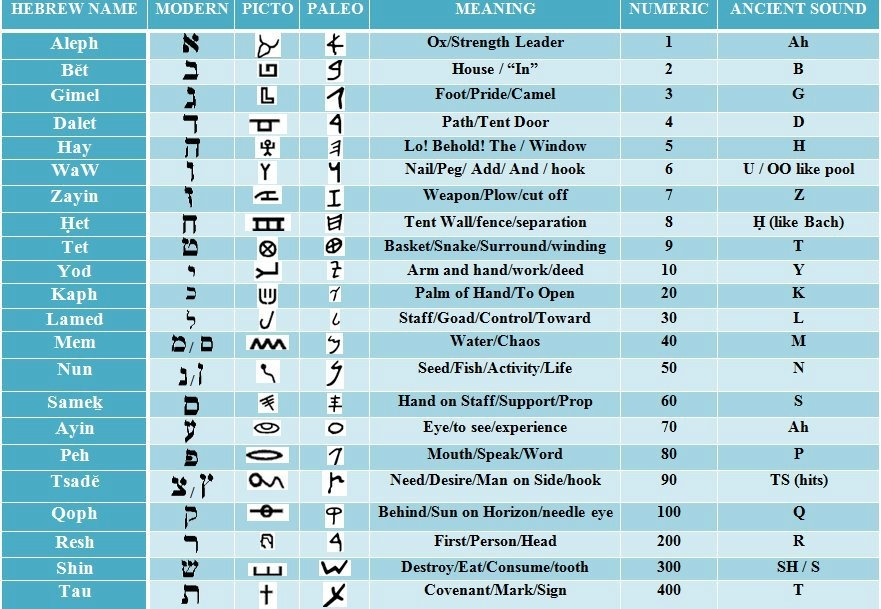 HEBREW NAME MODERN PICTO PALEO MEANING NUMERIC ANCIENT SOUND
Aleph א Ox/Strength Leader 1 Ah
Bĕt ב House / “In” 2 B
Gimel ג Foot/Pride/Camel 3 G
Dalet ד Path/Tent Door 4 D
Hay ה Lo! Behold! The / Window 5 H
WaW ו Nail/Peg/ Add/ And / hook 6 U / OO like pool
Zayin ז Weapon/Plow/cut off 7 Z
Ḥet ח Tent Wall/fence/separation 8 Ḥ (like Bach)
Tet ט Basket/Snake/Surround/winding 9 T
Yod י Arm and hand/work/deed 10 Y
Kaph כ Palm of Hand/To Open 20 K
Lamed ל Staff/Goad/Control/Toward 30 L
Mem מ/ ם Water/Chaos 40 M
Nun נ/ן Seed/Fish/Activity/Life 50 N
Sameḵ ס Hand on Staff/Support/Prop 60 S
Ayin ע Eye/to see/experience 70 Ah
Peh פ Mouth/Speak/Word 80 P
Tsadĕ צ/ץ Need/Desire/Man on Side/hook 90 TS (hits)
Qoph ק Behind/Sun on Horizon/needle eye 100 Q
Resh ר First/Person/Head 200 R
Shin ש Destroy/Eat/Consume/tooth 300 SH / S
Tau ת Covenant/Mark/Sign 400 T